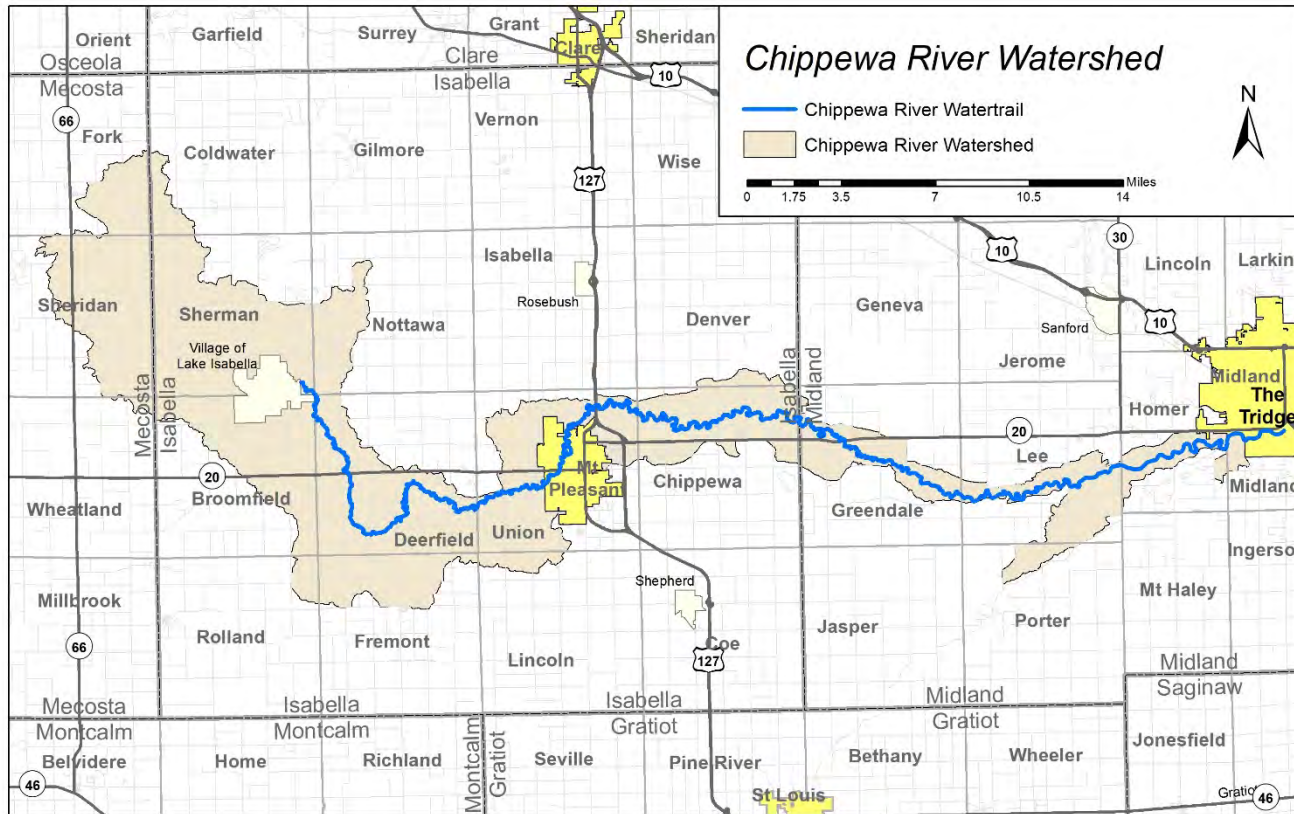 Orient
Garfield
Surrey
Grant
Clare
Sheridan
Osceola
Mecosta
Clare
Isabella
10
66
Fork
Coldwater
Gilmore
Vernon
Wise
127
Chippewa River Watershed
Chippewa River Watertrail
Chippewa River Watershed
N
Miles
0 1.75 3.5 7 10.5 14
30
10
Lincoln
Larkin
Isabella
Rosebush
Sheridan
Sherman
Nottawa
Denver
Geneva
Sanford
10
Village of
Lake Isabella
Jerome
Mecosta
Isabella
Isabella
Midland
Midland
Homer
The
Tridge
20
Lee
20
Broomfield
Mt
Pleasant
Chippewa
Wheatland
Deerfield
Union
Greendale
Midland
Ingerso
Shepherd
Mt Haley
Millbrook
Rolland
Fremont
Jasper
Porter
66
Lincoln
Coe
127
Midland
Saginaw
Mecosta
Montcalm
Isabella
Montcalm
Isabella
Gratiot
Midland
Gratiot
Montcalm
Gratiot
Belvidere
Home
Richland
Seville
Pine River
Bethany
Wheeler
Jonesfield
46
St Louis
Gratiot
46